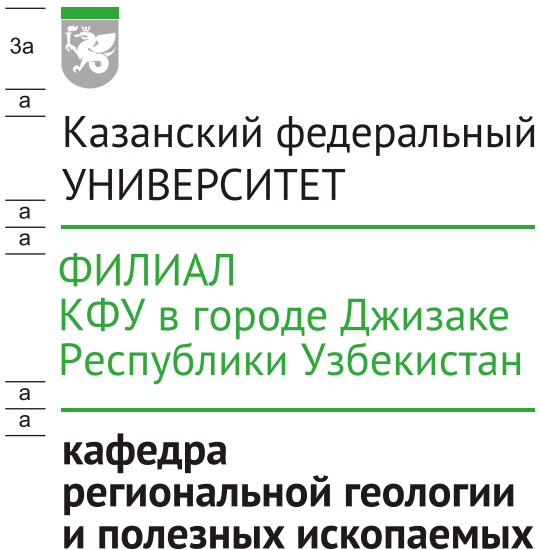 3а
а
Казанский федеральный
УНИВЕРСИТЕТ
а
а
ФИЛИАЛ
КФУ в городе Джизаке
Республики Узбекистан
а
а
кафедра
региональной геологии
и полезных ископаемых